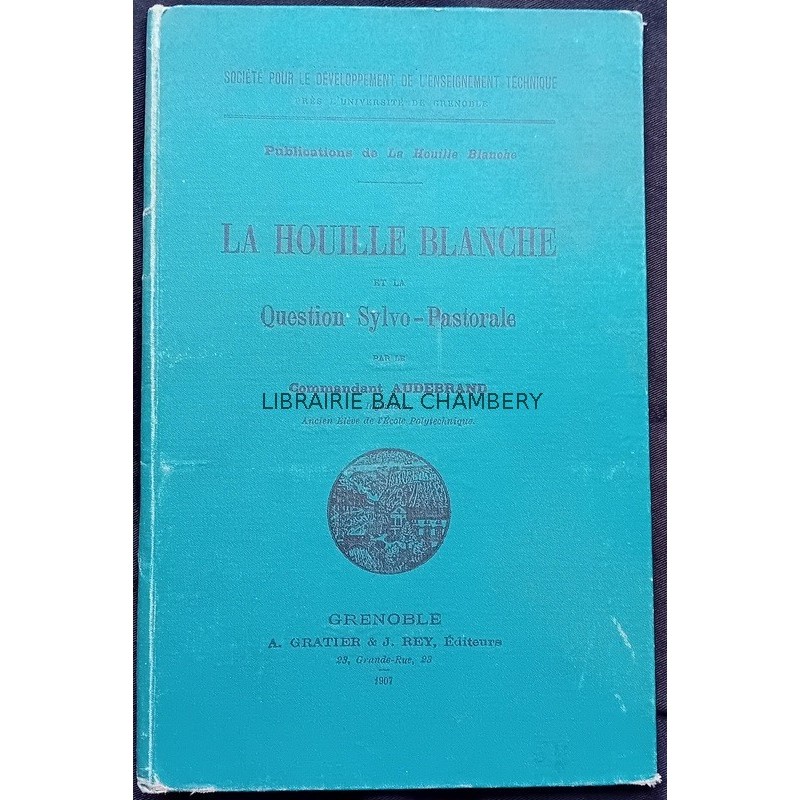 SOCIÉTÉ POUR LE DÉVELOPPEMENT DE L'ENSEIGNEMENT TECHNIQUE
PRÈS L'UNIVERSITÉ DE GRENOBLE
Publications de La Houille Blanche
LA HOUILLE BLANCHE
ET LA
Question Sylvo-Pastorale
PAR LE
Commandant AUDEBRAND
LIBRAIRIE BAL CHAMBERY
Ancien Élève de l'École Polytechnique.
GRENOBLE
A. GRATIER & J. REY, Éditeurs
23, Grande-Rue, 23
1907